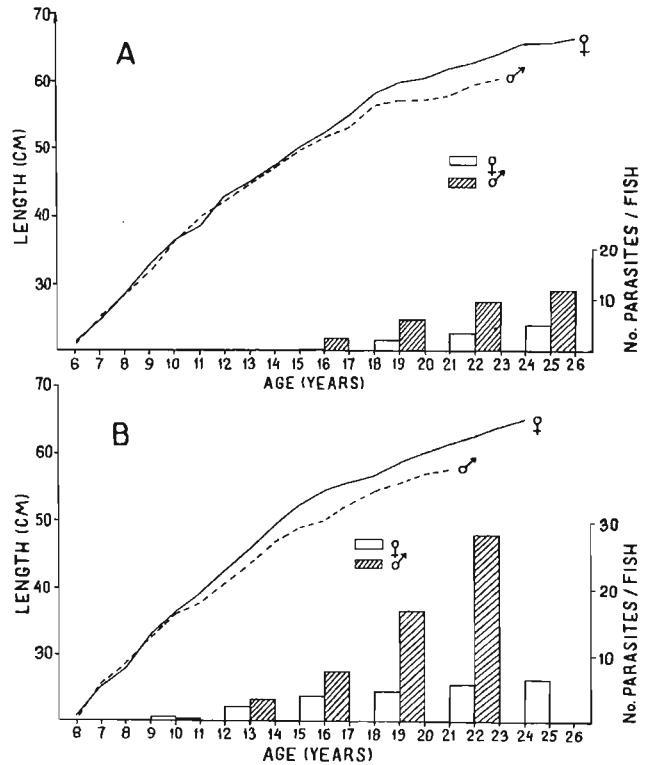 A
70
60
50
40
30
LENGTH (CM)
♀
♂
♀
♂
20
10
No. PARASITES / FISH
6 7 8 9 10 11 12 13 14 15 16 17 18 19 20 21 22 23 24 25 26
AGE (YEARS)
B
70
60
50
40
30
LENGTH (CM)
♀
♂
♀
♂
30
20
10
No. PARASITES / FISH
6 7 8 9 10 11 12 13 14 15 16 17 18 19 20 21 22 23 24 25 26
AGE (YEARS)